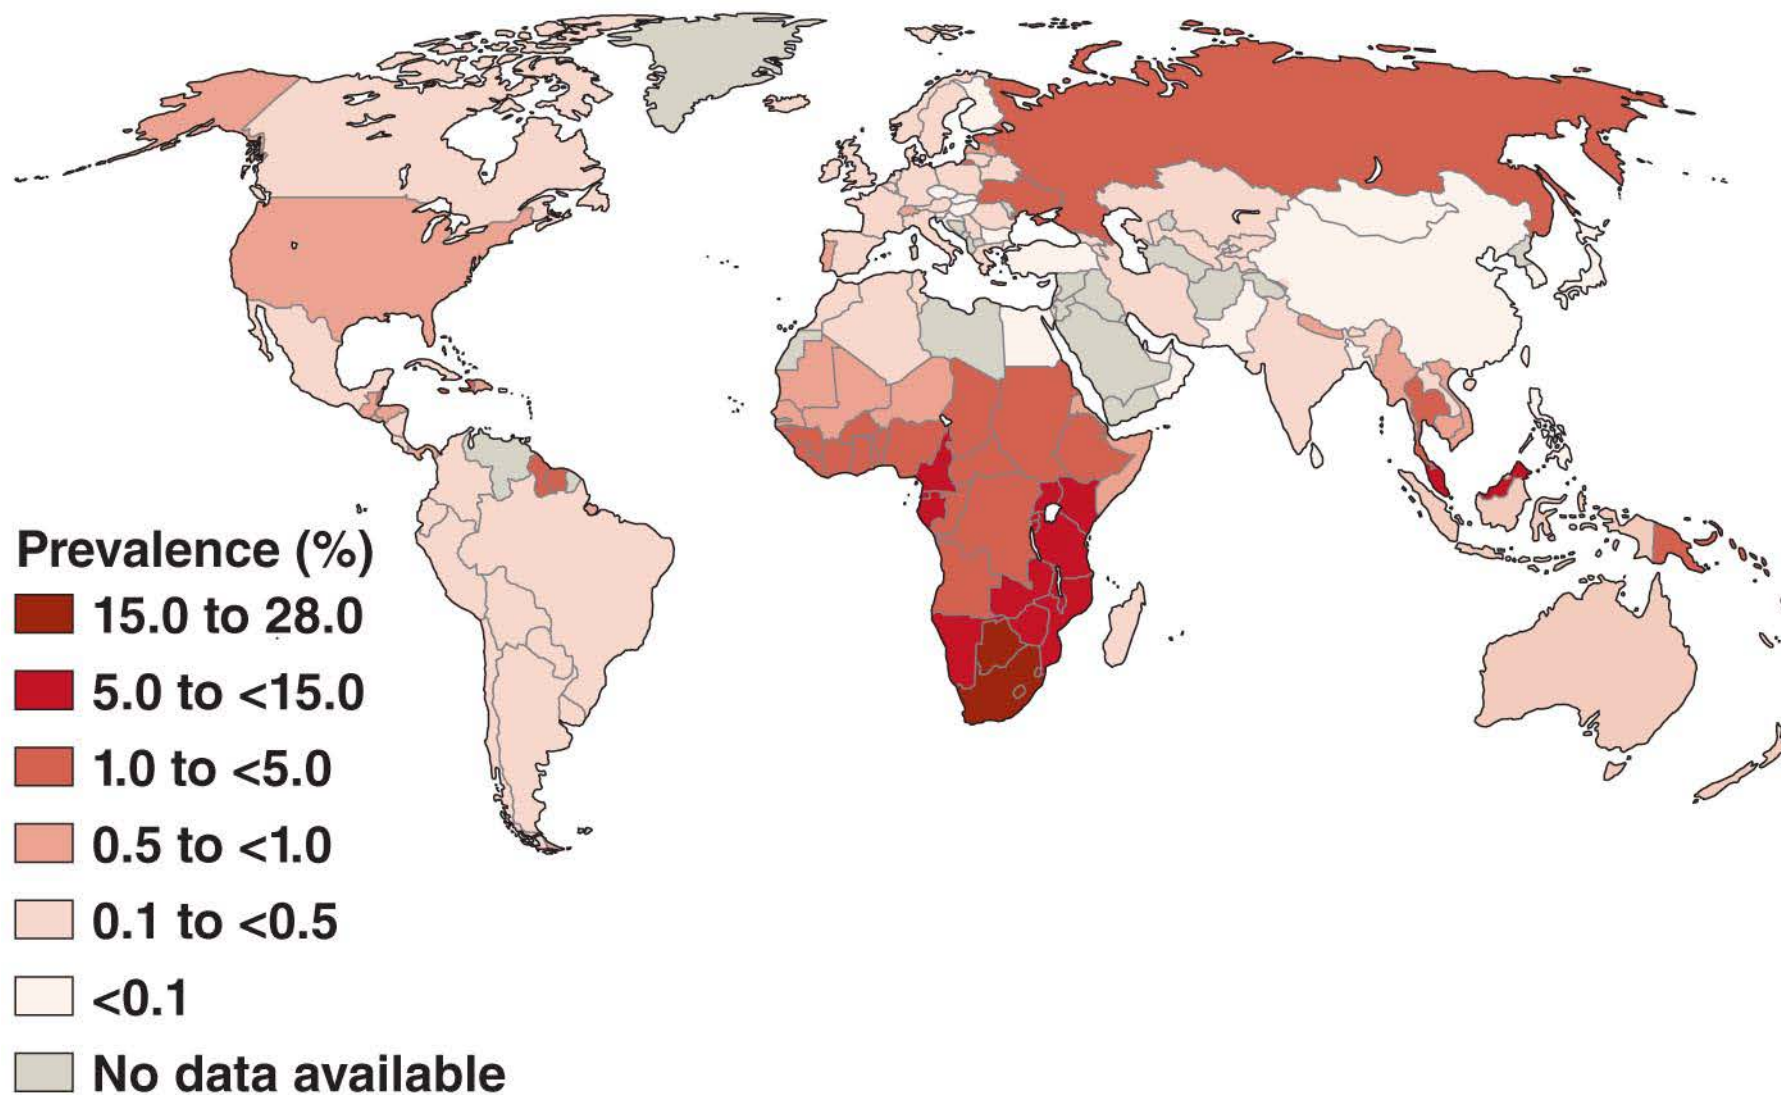 Prevalence (%)
15.0 to 28.0
5.0 to <15.0
1.0 to <5.0
0.5 to <1.0
0.1 to <0.5
<0.1
No data available